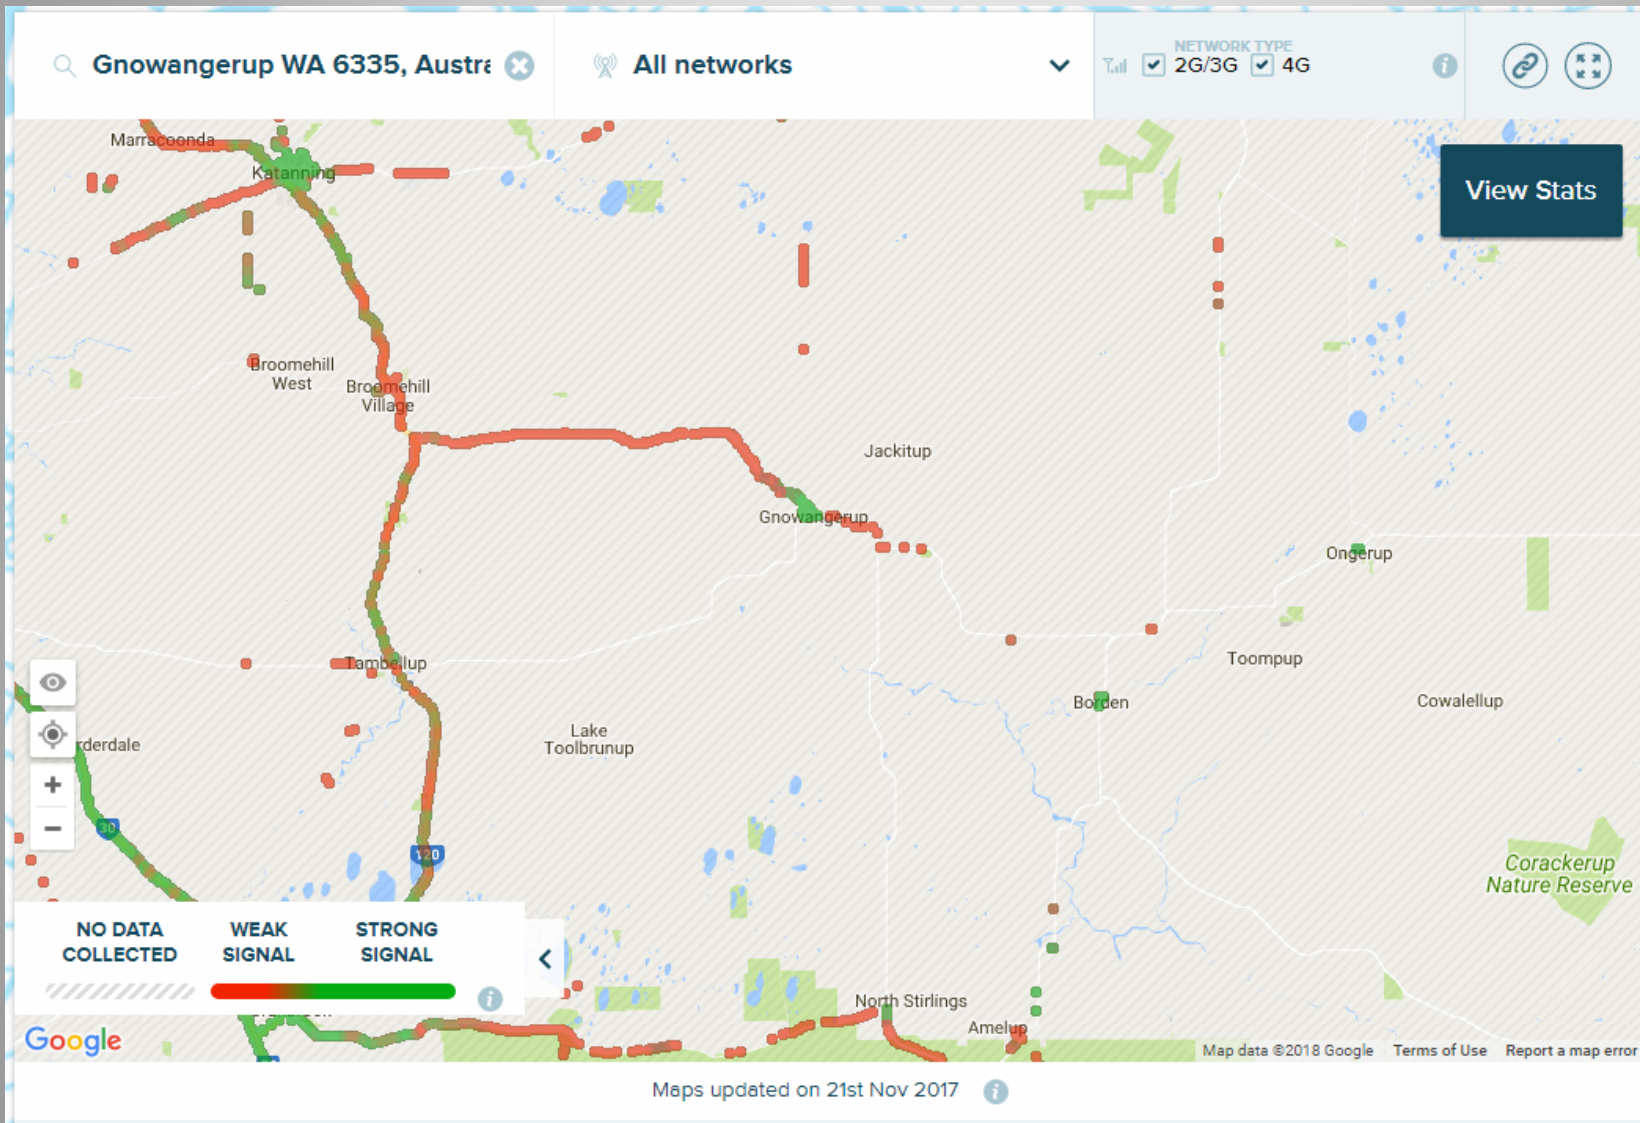 Gnowangerup WA 6335, Austra
All networks
NETWORK TYPE
2G/3G
4G
View Stats
Marracoonda
Katanning
Broomehill
West
Broomehill
Village
Jackitup
Gnowangerup
Ongerup
Tambellup
Toompup
Borden
Cowalellup
Lake
Toolbrunup
rderdale
30
120
Corackerup
Nature Reserve
NO DATA
COLLECTED
WEAK
SIGNAL
STRONG
SIGNAL
North Stirlings
Amelup
Google
Map data ©2018 Google
Terms of Use
Report a map error
Maps updated on 21st Nov 2017